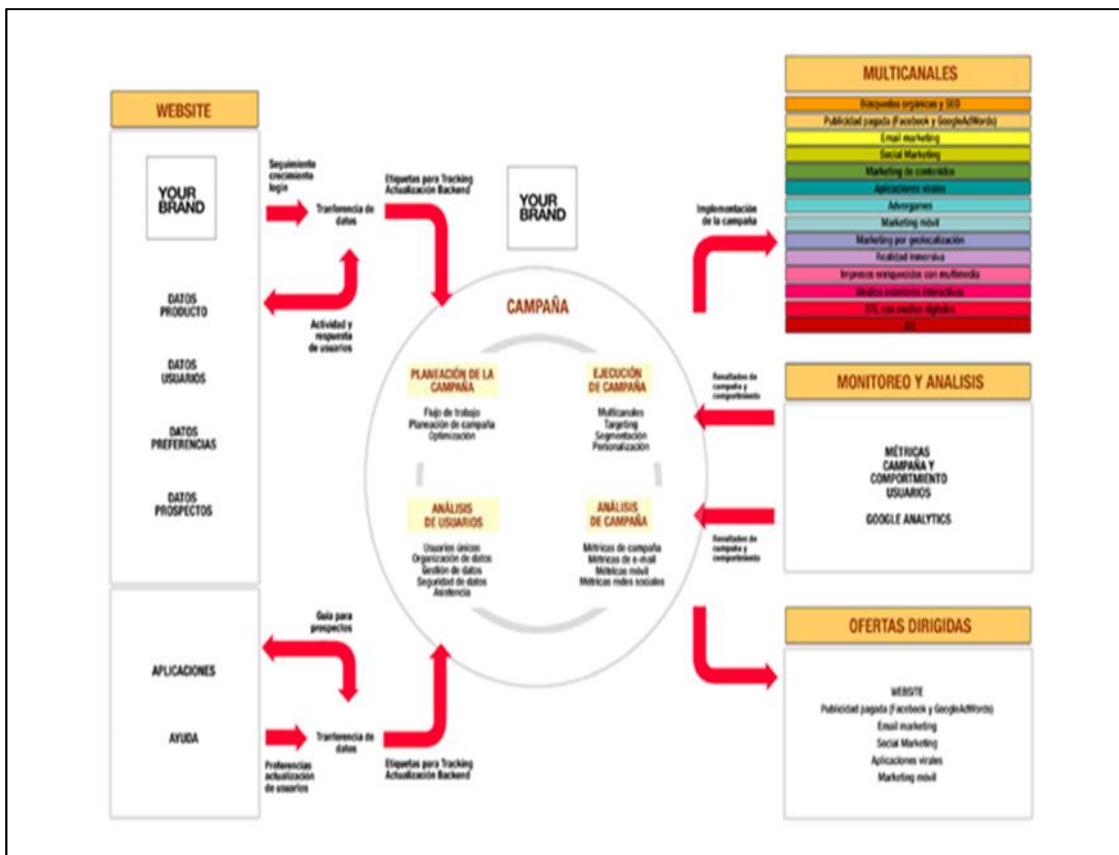 WEBSITE
YOUR
BRAND
DATOS
PRODUCTO
DATOS
USUARIOS
DATOS
PREFERENCIAS
DATOS
PROSPECTOS
APLICACIONES
AYUDA
Seguimiento
crecimiento
login
Tranferencia de
datos
Etiquetas para Tracking
Actualización Backend
Actividad y
respuesta
de usuarios
Guía para
prospectos
Tranferencia de
datos
Preferencias
actualización
de usuarios
Etiquetas para Tracking
Actualización Backend
YOUR
BRAND
CAMPAÑA
PLANEACIÓN DE LA
CAMPAÑA
Flujo de trabajo
Planeación de campaña
Optimización
EJECUCIÓN
DE CAMPAÑA
Multicanales
Targeting
Segmentación
Personalización
ANÁLISIS
DE USUARIOS
Usuarios únicos
Organización de datos
Gestión de datos
Seguridad de datos
Asistencia
ANÁLISIS
DE CAMPAÑA
Métricas de campaña
Métricas de e-mail
Métricas móvil
Métricas redes sociales
Implementación
de la campaña
MULTICANALES
Búsquedas orgánicas y SEO
Publicidad pagada (Facebook y GoogleAdWords)
Email marketing
Social Marketing
Marketing de contenidos
Aplicaciones virales
Advergames
Marketing móvil
Marketing por geolocalización
Realidad inmersiva
Impresos enriquecidos con multimedia
Medios exteriores interactivos
BTL con medios digitales
Resultados de
campaña y
comportmiento
MONITOREO Y ANALISIS
MÉTRICAS
CAMPAÑA Y
COMPORTMIENTO
USUARIOS
GOOGLE ANALYTICS
Resultados de
campaña y
comportmiento
OFERTAS DIRIGIDAS
WEBSITE
Publicidad pagada (Facebook y GoogleAdWords)
Email marketing
Social Marketing
Aplicaciones virales
Marketing móvil